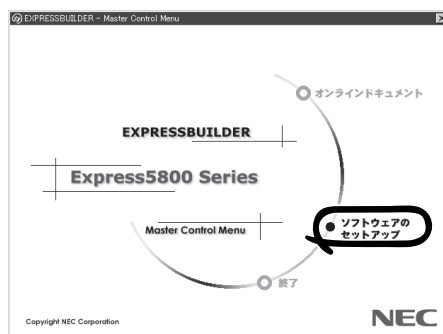 EXPRESSBUILDER - Master Control Menu
オンラインドキュメント
EXPRESSBUILDER
Express5800 Series
ソフトウェアの
セットアップ
Master Control Menu
終了
Copyright NEC Corporation
NEC